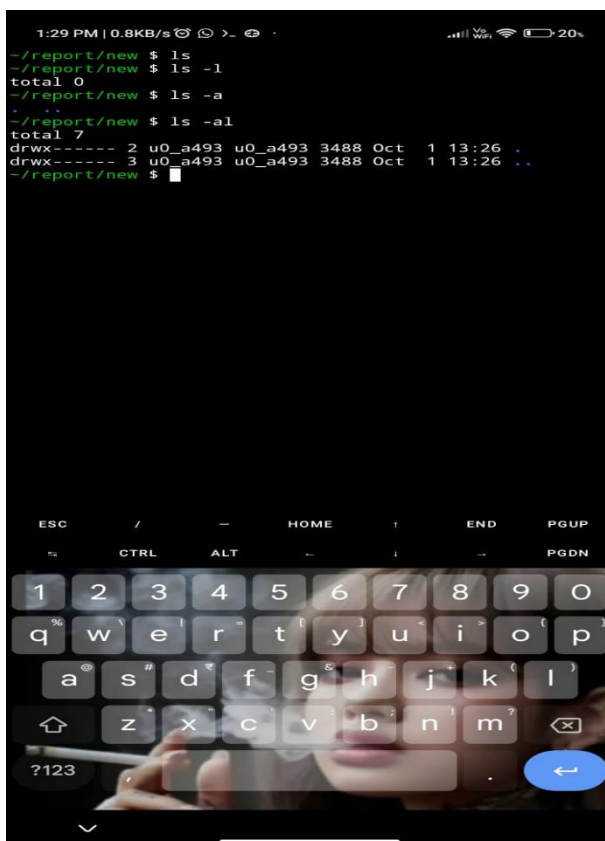 1:29 PM | 0.8KB/s
Vo
WiFi
20%
~/report/new $ ls
~/report/new $ ls -l
total 0
~/report/new $ ls -a
.  ..
~/report/new $ ls -al
total 7
drwx------ 2 u0_a493 u0_a493 3488 Oct  1 13:26 .
drwx------ 3 u0_a493 u0_a493 3488 Oct  1 13:26 ..
~/report/new $
ESC / — HOME ↑ END PGUP
CTRL ALT ← ↓ → PGDN
1 2 3 4 5 6 7 8 9 0
q w e r t y u i o p
a s d f g h j k l
z x c v b n m
?123 , .